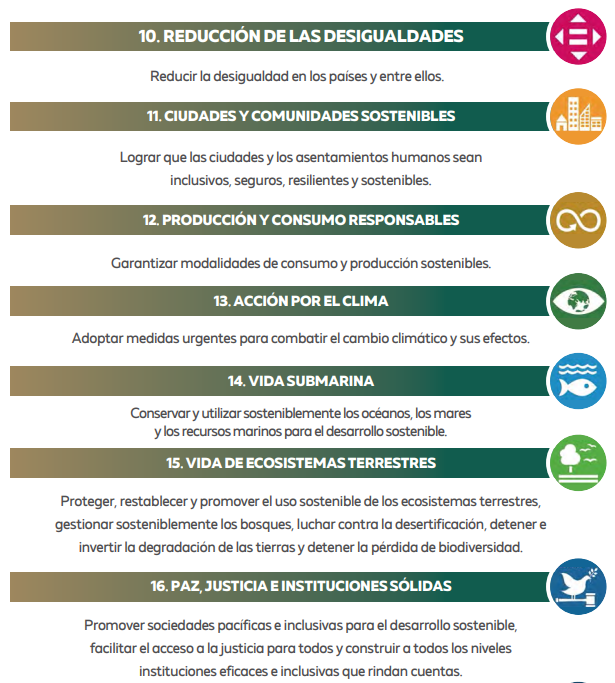 10. REDUCCIÓN DE LAS DESIGUALDADES
Reducir la desigualdad en los países y entre ellos.
11. CIUDADES Y COMUNIDADES SOSTENIBLES
Lograr que las ciudades y los asentamientos humanos sean
inclusivos, seguros, resilientes y sostenibles.
12. PRODUCCIÓN Y CONSUMO RESPONSABLES
Garantizar modalidades de consumo y producción sostenibles.
13. ACCIÓN POR EL CLIMA
Adoptar medidas urgentes para combatir el cambio climático y sus efectos.
14. VIDA SUBMARINA
Conservar y utilizar sosteniblemente los océanos, los mares
y los recursos marinos para el desarrollo sostenible.
15. VIDA DE ECOSISTEMAS TERRESTRES
Proteger, restablecer y promover el uso sostenible de los ecosistemas terrestres,
gestionar sosteniblemente los bosques, luchar contra la desertificación, detener e
invertir la degradación de las tierras y detener la pérdida de biodiversidad.
16. PAZ, JUSTICIA E INSTITUCIONES SÓLIDAS
Promover sociedades pacíficas e inclusivas para el desarrollo sostenible,
facilitar el acceso a la justicia para todos y construir a todos los niveles
instituciones eficaces e inclusivas que rindan cuentas.